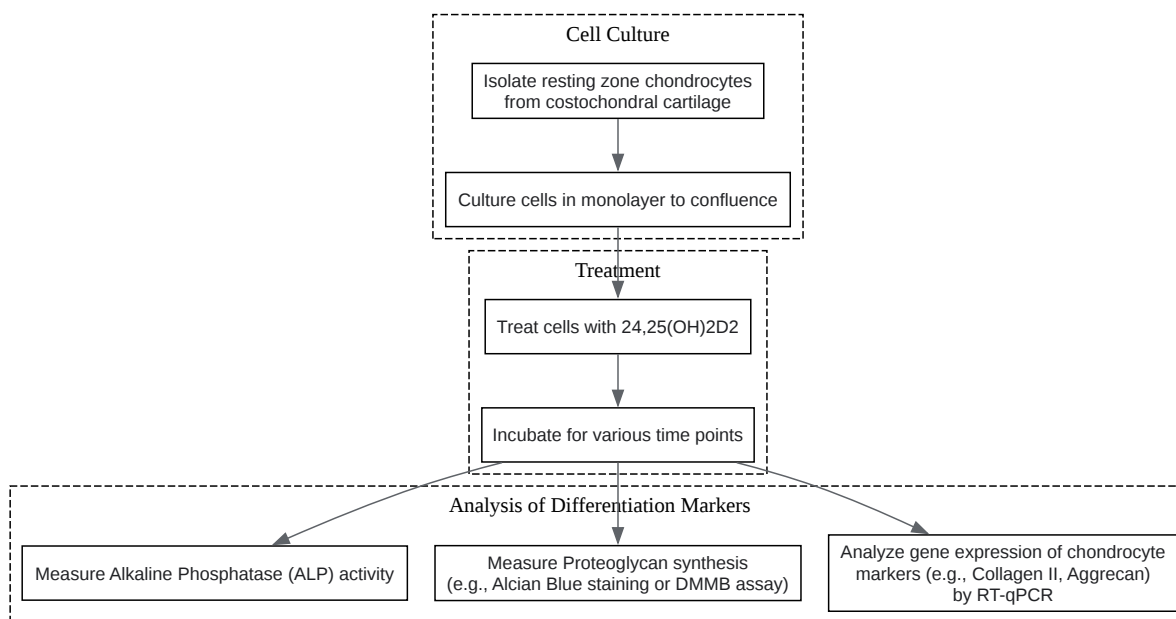 Cell Culture
Isolate resting zone chondrocytes
from costochondral cartilage
Culture cells in monolayer to confluence
Treatment
Treat cells with 24,25(OH)2D2
Incubate for various time points
Analysis of Differentiation Markers
Measure Alkaline Phosphatase (ALP) activity
Measure Proteoglycan synthesis
(e.g., Alcian Blue staining or DMMB assay)
Analyze gene expression of chondrocyte
markers (e.g., Collagen II, Aggrecan)
by RT-qPCR